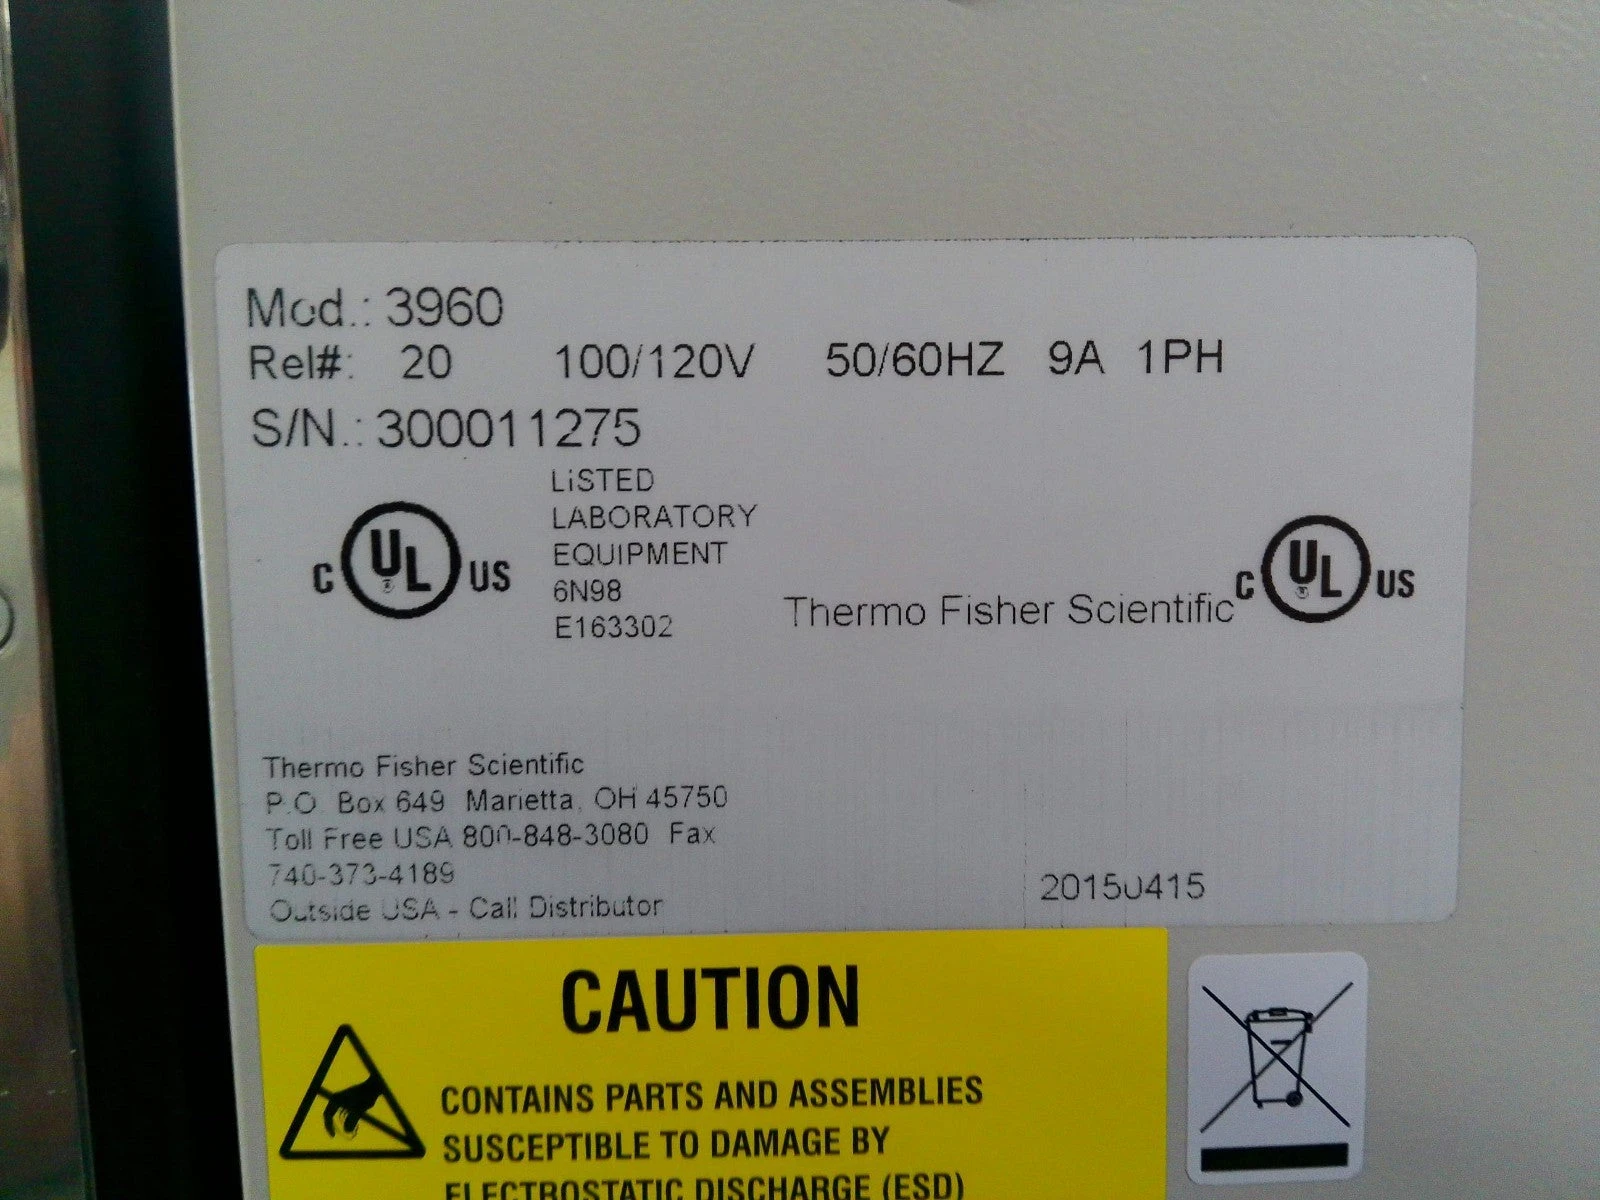 Mod.: 3960
Rel#: 20 100/120V 50/60HZ 9A 1PH
S/N.: 300011275
C UL US
LiSTED
LABORATORY
EQUIPMENT
6N98
E163302
Thermo Fisher Scientific
C UL US
Thermo Fisher Scientific
P.O. Box 649 Marietta, OH 45750
Toll Free USA 800-848-3080 Fax
740-373-4189
Outside USA - Call Distributor
20150415
CAUTION
CONTAINS PARTS AND ASSEMBLIES
SUSCEPTIBLE TO DAMAGE BY
ELECTROSTATIC DISCHARGE (ESD)